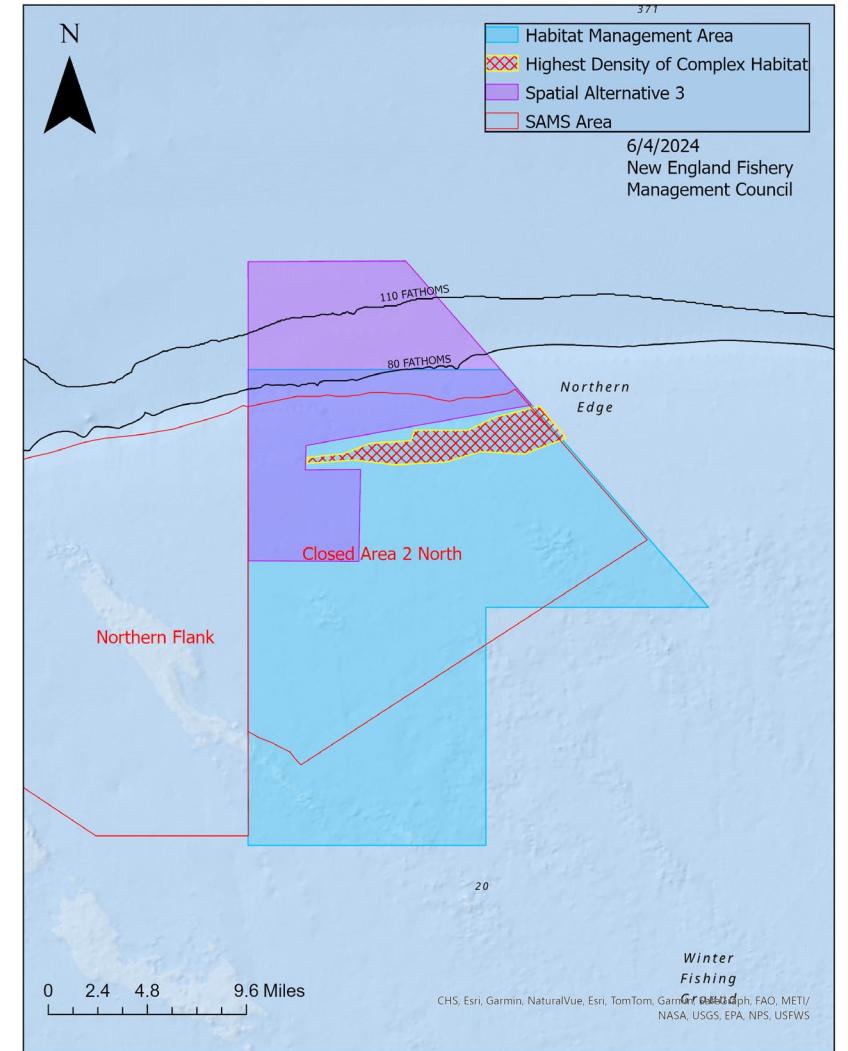 371
N
Habitat Management Area
Highest Density of Complex Habitat
Spatial Alternative 3
SAMS Area
6/4/2024
New England Fishery
Management Council
110 FATHOMS
80 FATHOMS
Northern
Edge
Closed Area 2 North
Northern Flank
20
Winter
Fishing
Ground
0 2.4 4.8 9.6 Miles
CHS, Esri, Garmin, NaturalVue, Esri, TomTom, Garmin, SafeGraph, FAO, METI/
NASA, USGS, EPA, NPS, USFWS